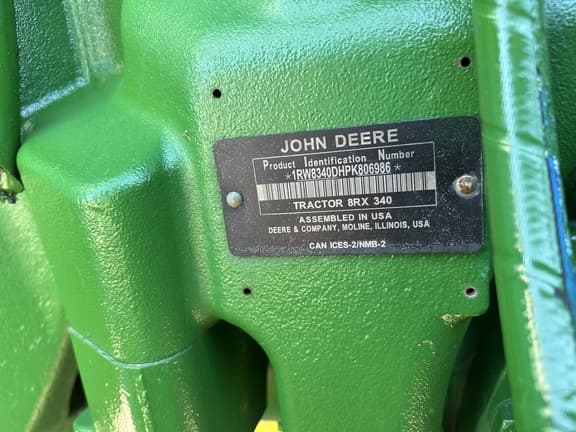 JOHN DEERE
Product Identification Number
*1RW8340DHPK806986*
TRACTOR 8RX 340
ASSEMBLED IN USA
DEERE & COMPANY, MOLINE, ILLINOIS, USA
CAN ICES-2/NMB-2